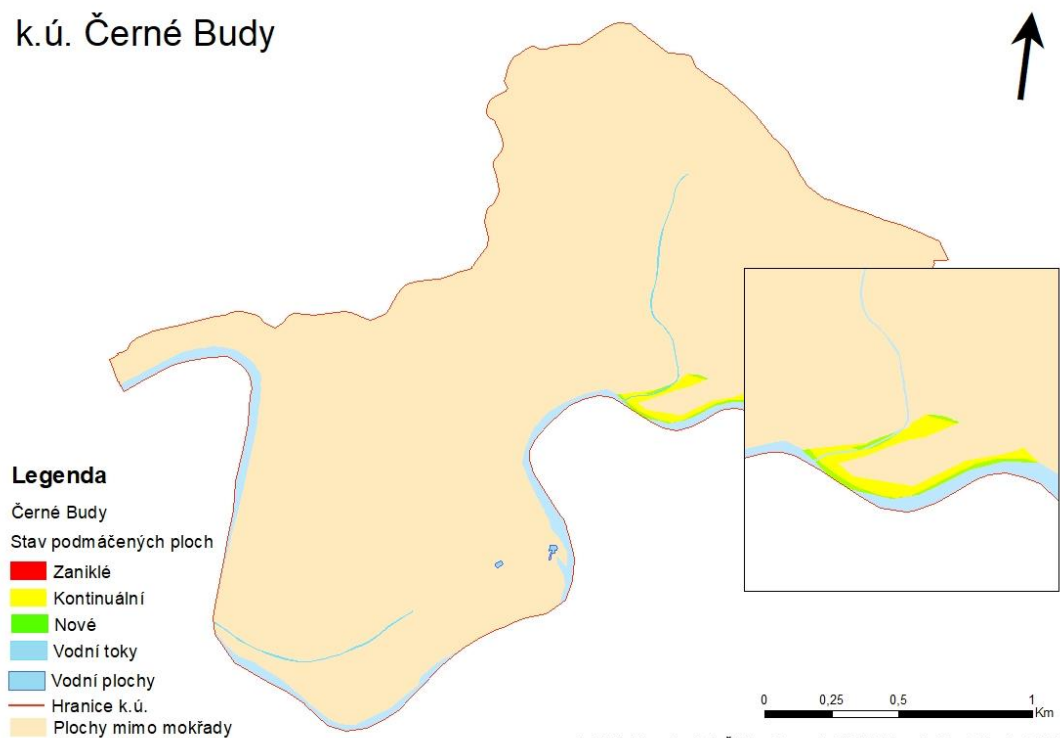 k.ú. Černé Budy
Legenda
Černé Budy
Stav podmáčených ploch
Zaniklé
Kontinuální
Nové
Vodní toky
Vodní plochy
Hranice k.ú.
Plochy mimo mokřady
0 0,25 0,5 1
Km